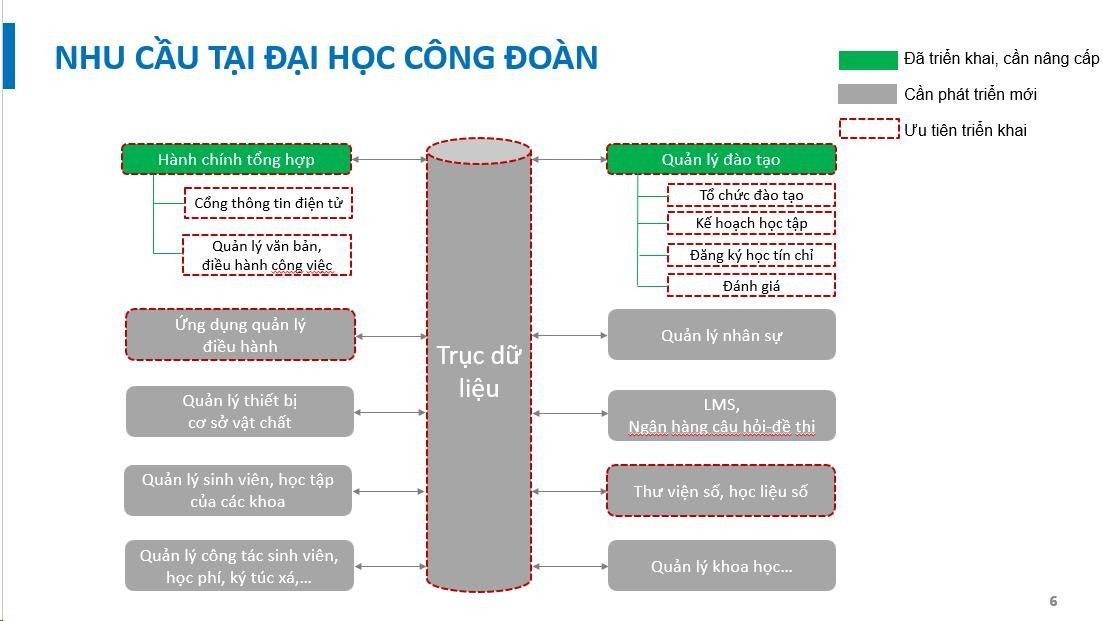 NHU CẦU TẠI ĐẠI HỌC CÔNG ĐOÀN
Đã triển khai, cần nâng cấp
Cần phát triển mới
Ưu tiên triển khai
Hành chính tổng hợp
Cổng thông tin điện tử
Quản lý văn bản,
điều hành công việc
Ứng dụng quản lý
điều hành
Quản lý thiết bị
cơ sở vật chất
Quản lý sinh viên, học tập
của các khoa
Quản lý công tác sinh viên,
học phí, ký túc xá,...
Trục dữ
liệu
Quản lý đào tạo
Tổ chức đào tạo
Kế hoạch học tập
Đăng ký học tín chỉ
Đánh giá
Quản lý nhân sự
LMS,
Ngân hàng câu hỏi-đề thi
Thư viện số, học liệu số
Quản lý khoa học...
6